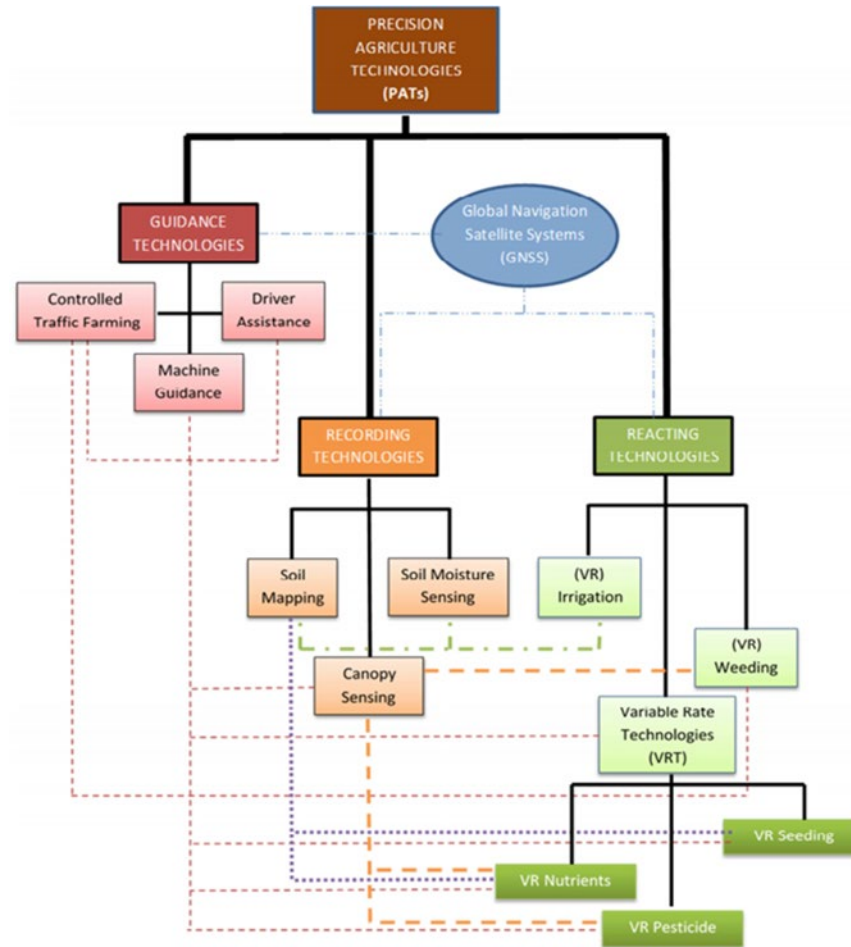 PRECISION
AGRICULTURE
TECHNOLOGIES
(PATs)
GUIDANCE
TECHNOLOGIES
Global Navigation
Satellite Systems
(GNSS)
Controlled
Traffic Farming
Driver
Assistance
Machine
Guidance
RECORDING
TECHNOLOGIES
REACTING
TECHNOLOGIES
Soil
Mapping
Soil Moisture
Sensing
(VR)
Irrigation
(VR)
Weeding
Canopy
Sensing
Variable Rate
Technologies
(VRT)
VR Seeding
VR Nutrients
VR Pesticide